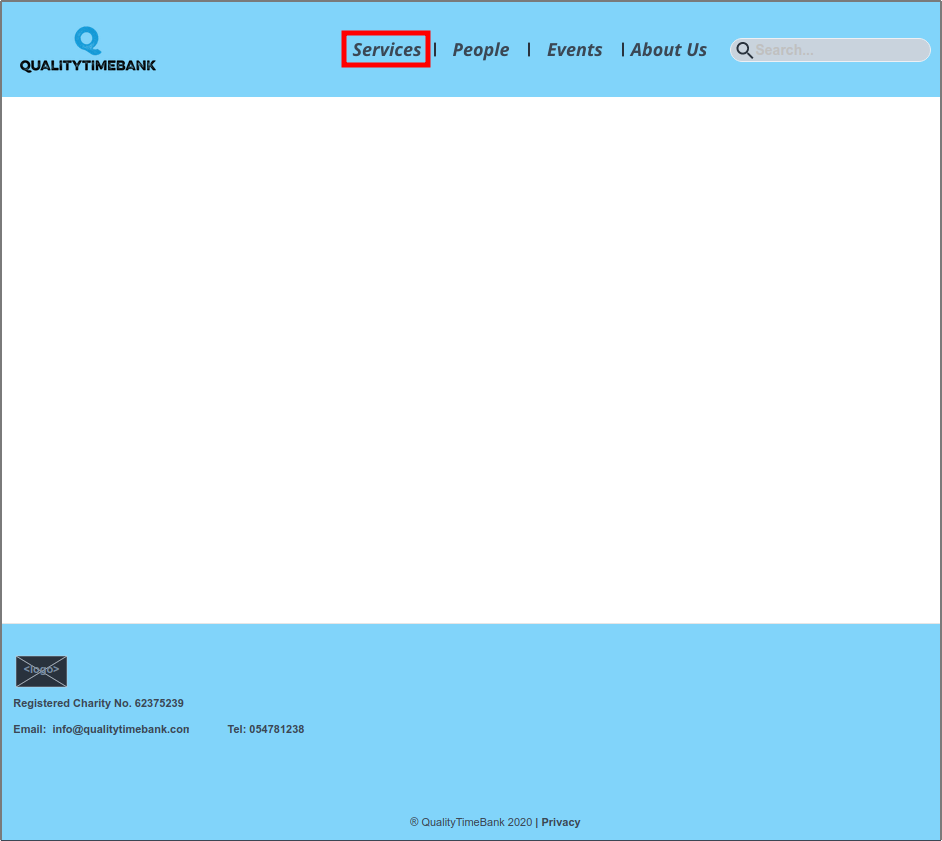 QUALITYTIMEBANK
Services | People | Events | About Us Search...
<logo>
Registered Charity No. 62375239
Email: info@qualitytimebank.con Tel: 054781238
® QualityTimeBank 2020 | Privacy